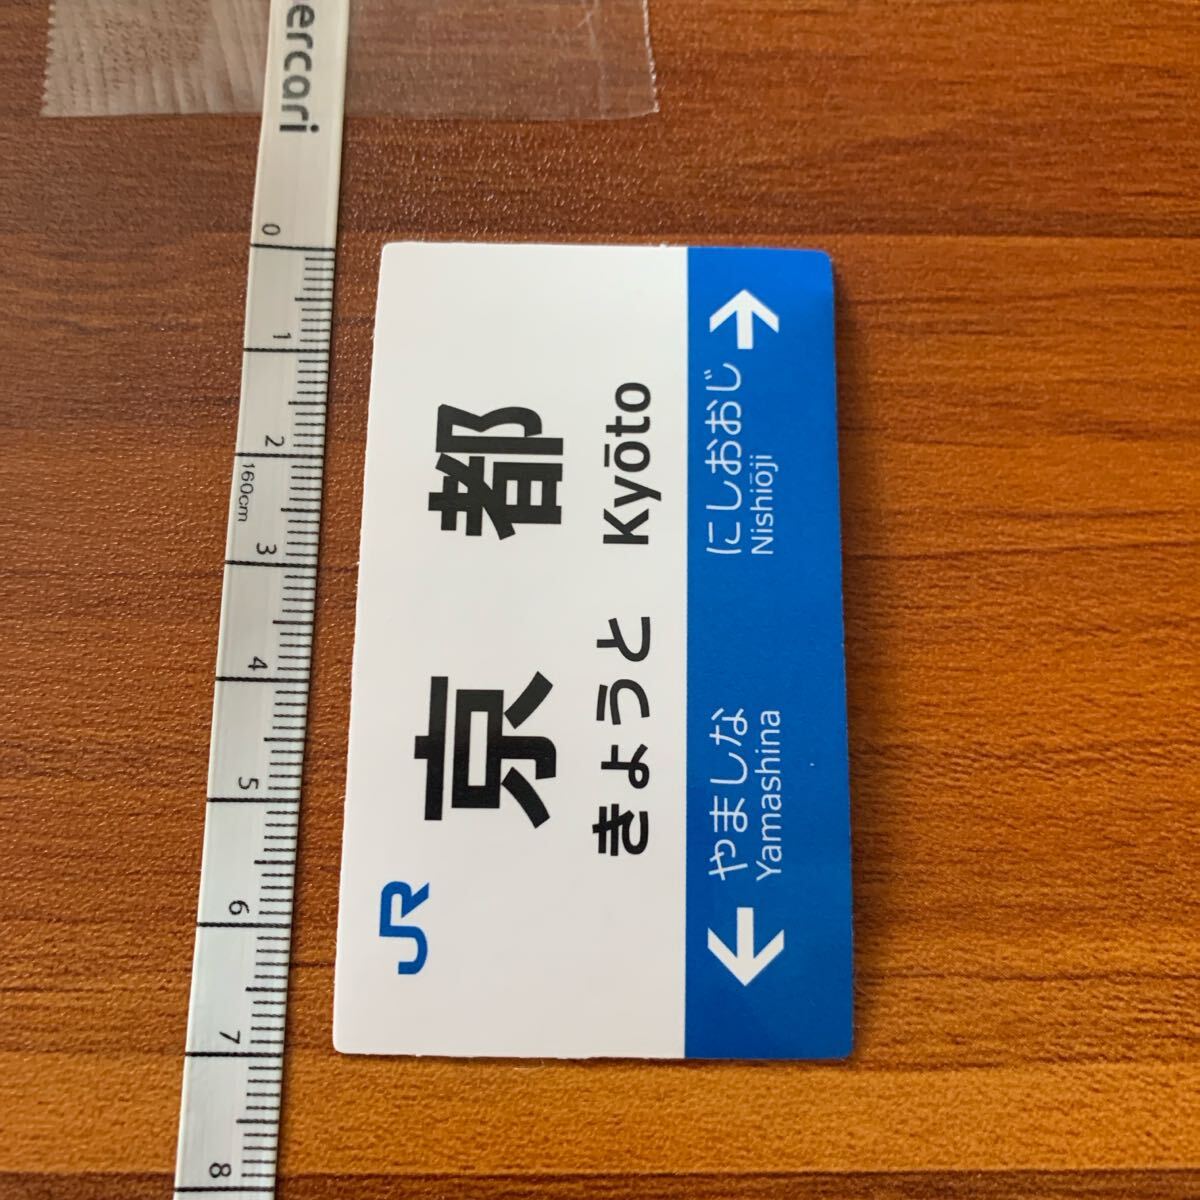 ercari
0
1
2
160cm
3
4
5
6
7
8
JR
京都
きょうと Kyōto
やましな
Yamashina
にしおおじ
Nishiōji